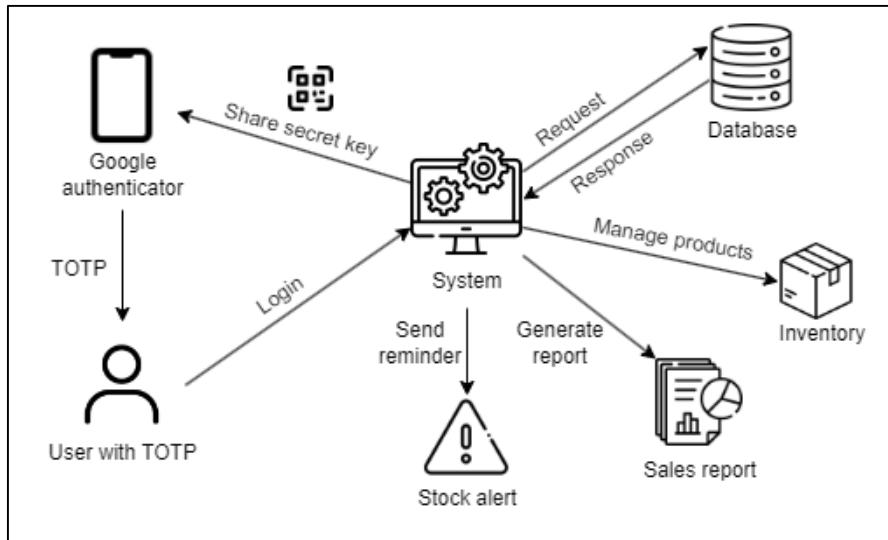 Share secret key
Google
authenticator
Request
Response
Database
TOTP
Login
System
Manage products
Inventory
Send
reminder
Generate
report
User with TOTP
Stock alert
Sales report